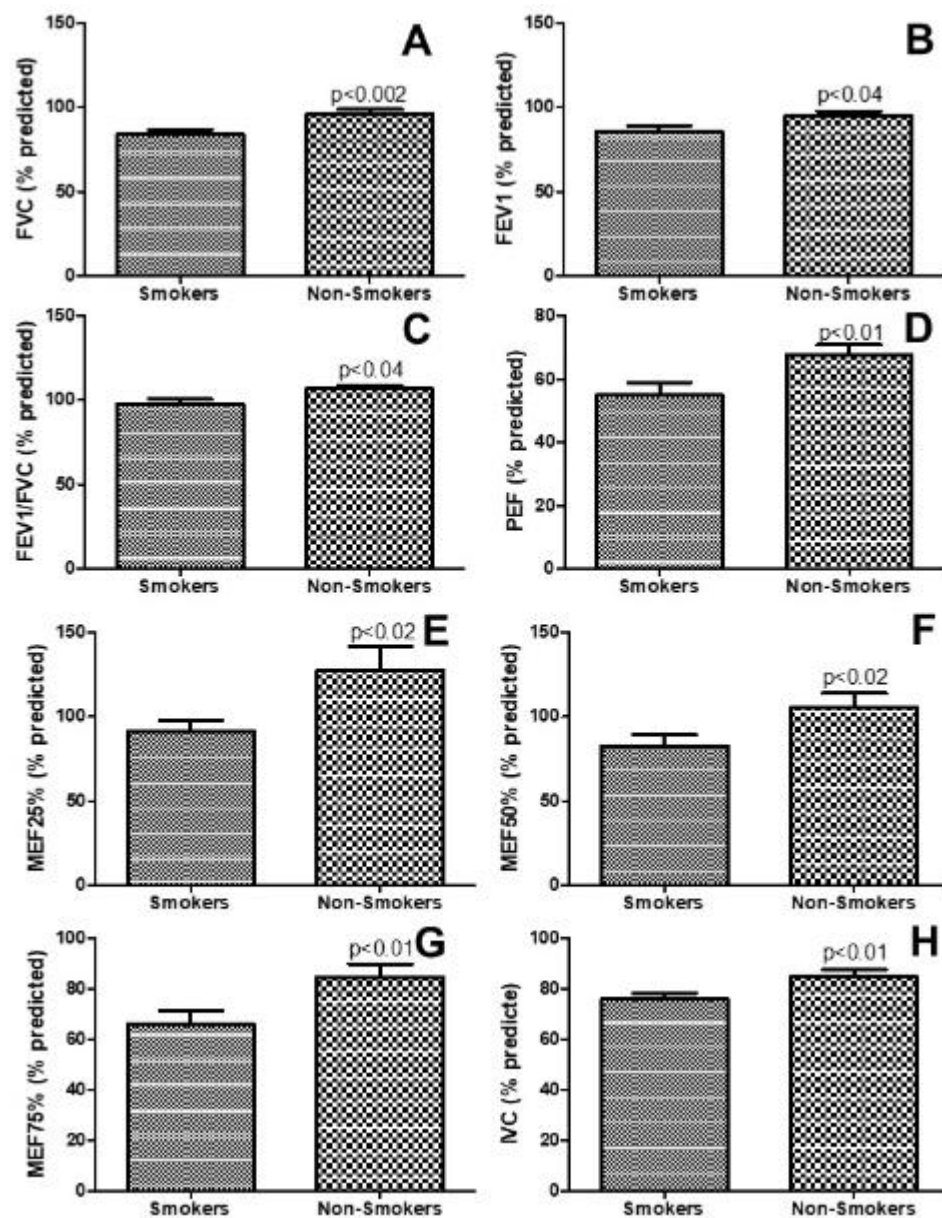 A
FVC (% predicted)
150
100
50
0
p<0.002
Smokers
Non-Smokers
B
FEV1 (% predicted)
150
100
50
0
p<0.04
Smokers
Non-Smokers
C
FEV1/FVC (% predicted)
150
100
50
0
p<0.04
Smokers
Non-Smokers
D
PEF (% predicted)
80
60
40
20
0
p<0.01
Smokers
Non-Smokers
E
MEF25% (% predicted)
150
100
50
0
p<0.02
Smokers
Non-Smokers
F
MEF50% (% predicted)
150
100
50
0
p<0.02
Smokers
Non-Smokers
G
MEF75% (% predicted)
100
80
60
40
20
0
p<0.01
Smokers
Non-Smokers
H
IVC (% predicte)
100
80
60
40
20
0
p<0.01
Smokers
Non-Smokers